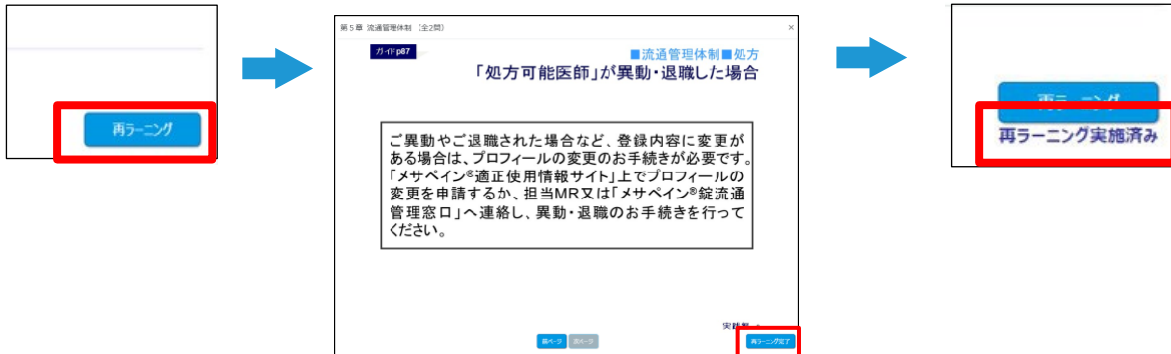 再ラーニング
第5章 流通管理体制 [全2問]
×
ガイドp87
■流通管理体制■処方
「処方可能医師」が異動・退職した場合
ご異動やご退職された場合など、登録内容に変更が
ある場合は、プロフィールの変更のお手続きが必要です。
「メサペイン®適正使用情報サイト」上でプロフィールの
変更を申請するか、担当MR又は「メサペイン®錠流通
管理窓口」へ連絡し、異動・退職のお手続きを行って
ください。
前ページ
次ページ
再ラーニング完了
再ラーニング
再ラーニング実施済み